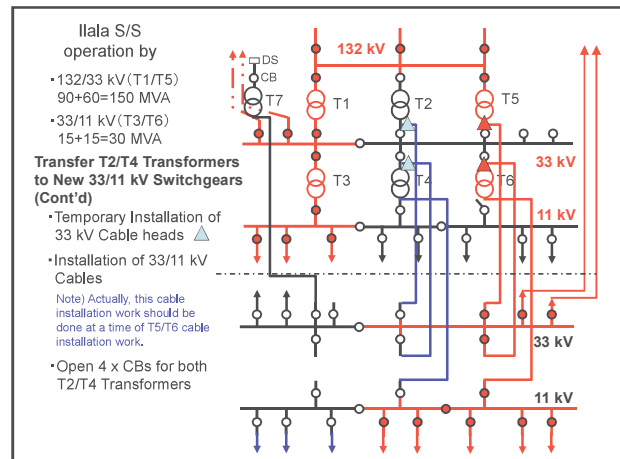 Ilala S/S
operation by
・132/33 kV(T1/T5)
90+60=150 MVA
・33/11 kV(T3/T6)
15+15=30 MVA
Transfer T2/T4 Transformers
to New 33/11 kV Switchgears
(Cont'd)
・Temporary Installation of
33 kV Cable heads
・Installation of 33/11 kV
Cables
Note) Actually, this cable
installation work should be
done at a time of T5/T6 cable
installation work.
・Open 4 x CBs for both
T2/T4 Transformers
132 kV
DS
CB
T7
T1
T2
T5
33 kV
T3
T4
T6
11 kV
33 kV
11 kV